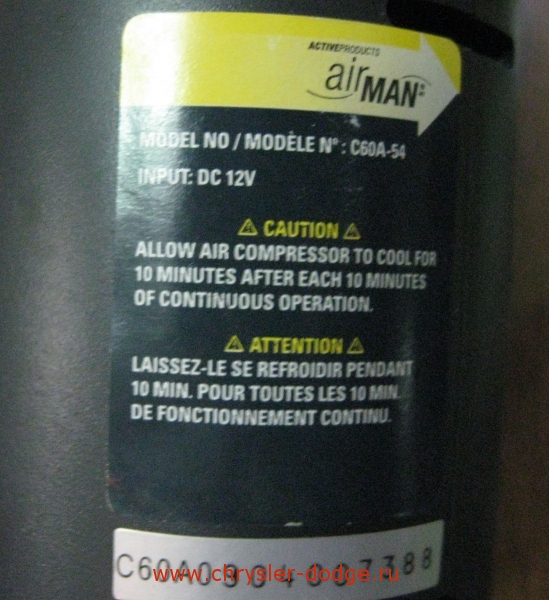 ACTIVEPRODUCTS
airMAN
MODEL NO / MODÈLE N° : C60A-54
INPUT: DC 12V
CAUTION
ALLOW AIR COMPRESSOR TO COOL FOR
10 MINUTES AFTER EACH 10 MINUTES
OF CONTINUOUS OPERATION.
ATTENTION
LAISSEZ-LE SE REFROIDIR PENDANT
10 MIN. POUR TOUTES LES 10 MIN.
DE FONCTIONNEMENT CONTINU.
www.chrysler-dodge.ru